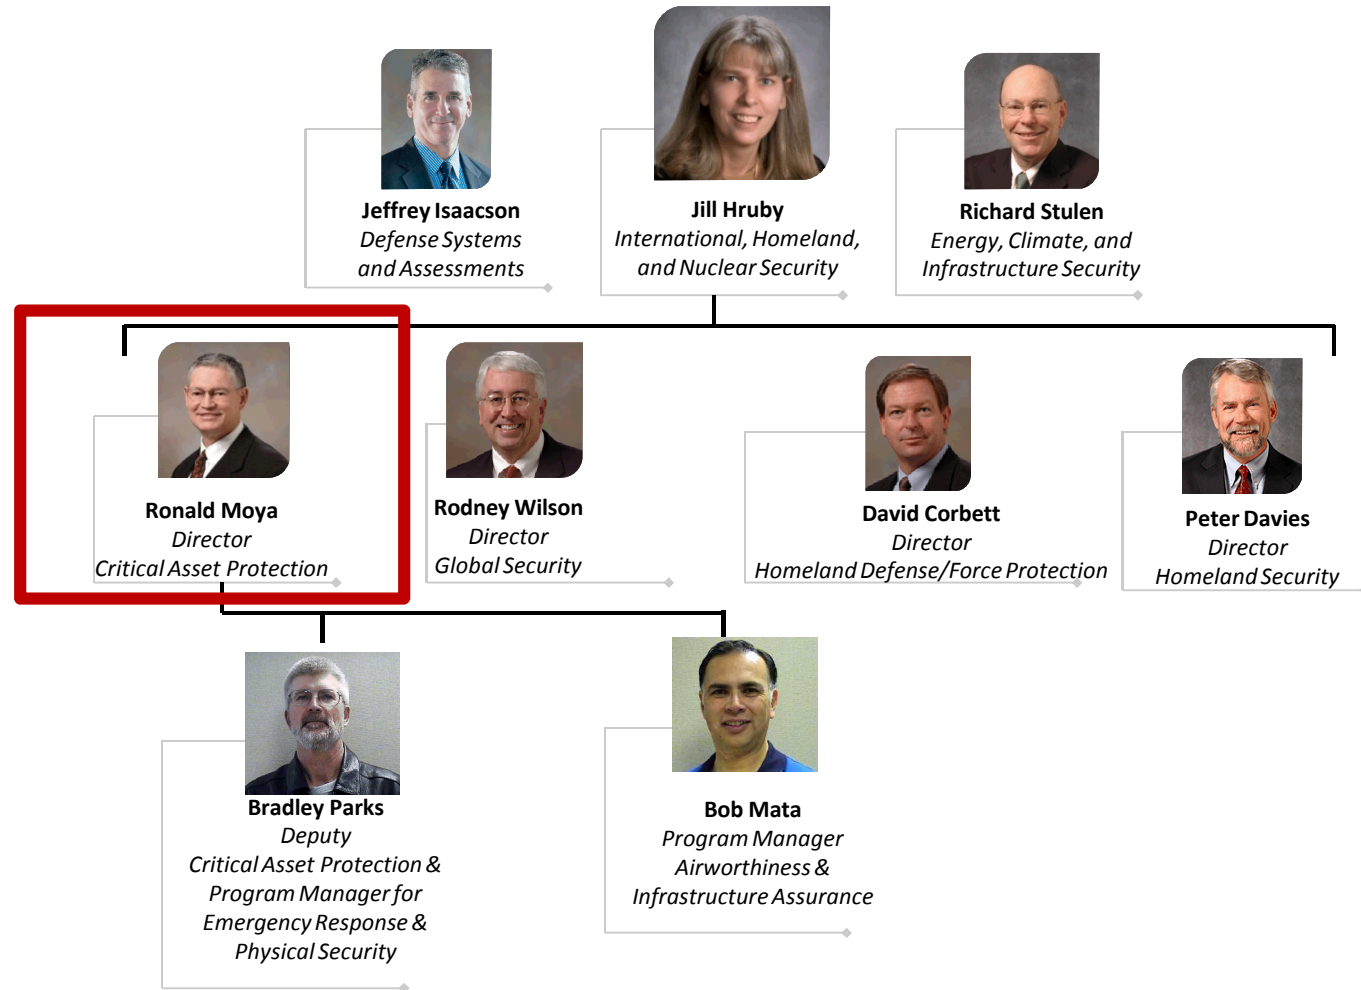 Jeffrey Isaacson
Defense Systems
and Assessments
Jill Hruby
International, Homeland,
and Nuclear Security
Richard Stulen
Energy, Climate, and
Infrastructure Security
Ronald Moya
Director
Critical Asset Protection
Rodney Wilson
Director
Global Security
David Corbett
Director
Homeland Defense/Force Protection
Peter Davies
Director
Homeland Security
Bradley Parks
Deputy
Critical Asset Protection &
Program Manager for
Emergency Response &
Physical Security
Bob Mata
Program Manager
Airworthiness &
Infrastructure Assurance